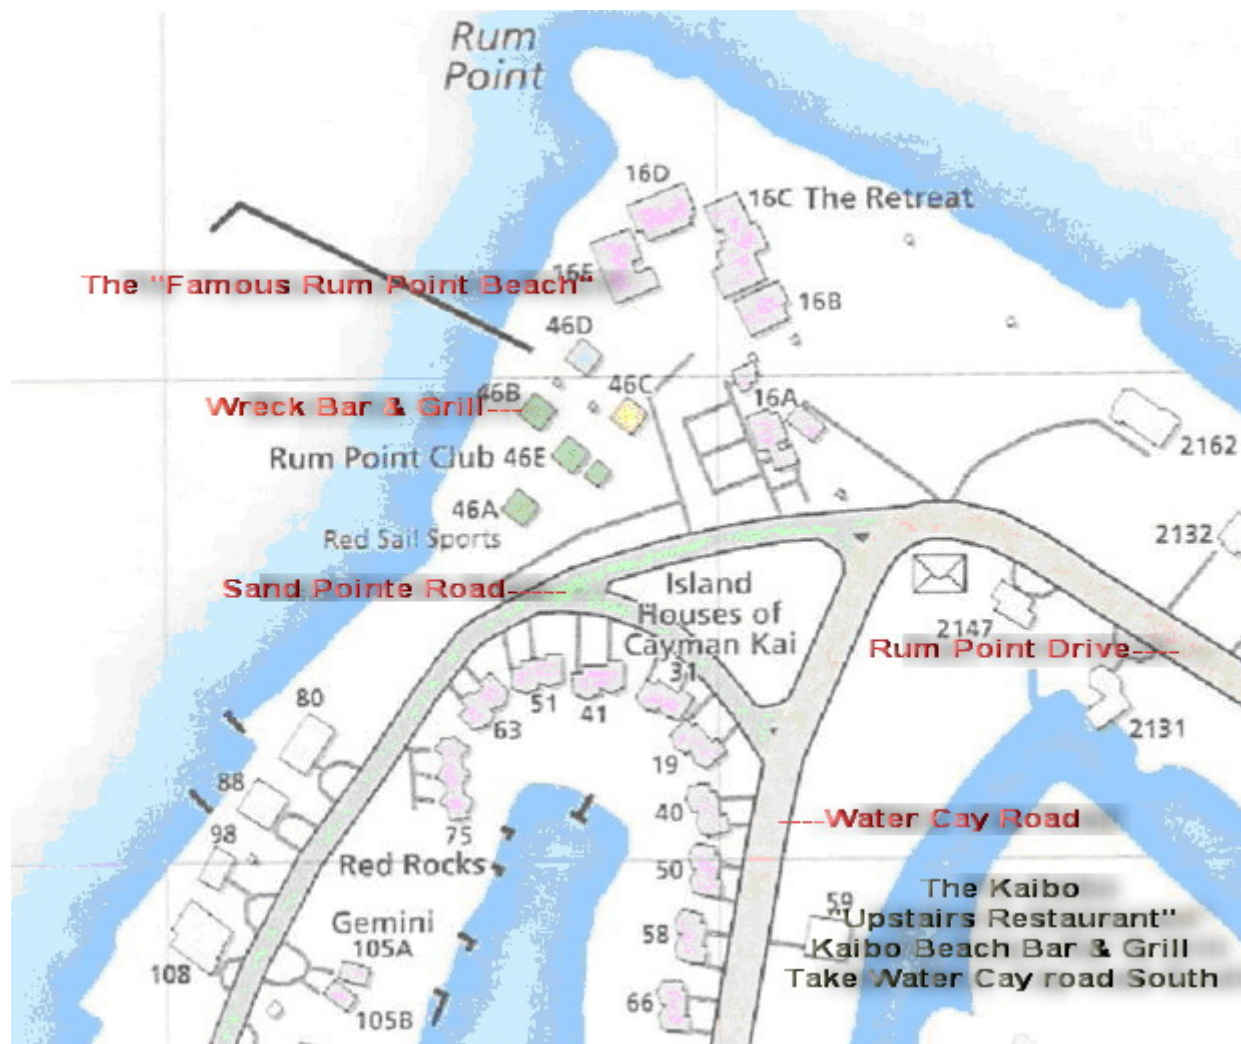 Rum
Point
16D
16C The Retreat
16E
The "Famous Rum Point Beach"
16B
46D
46B
46C
Wreck Bar & Grill
16A
Rum Point Club 46E
2162
46A
Red Sail Sports
2132
Sand Pointe Road
Island
Houses of
Cayman Kai
2147
Rum Point Drive
31
51
41
63
80
2131
19
88
40
Water Cay Road
98
75
Red Rocks
50
The Kaibo
59
"Upstairs Restaurant"
Gemini
58
Kaibo Beach Bar & Grill
105A
108
Take Water Cay road South
66
105B